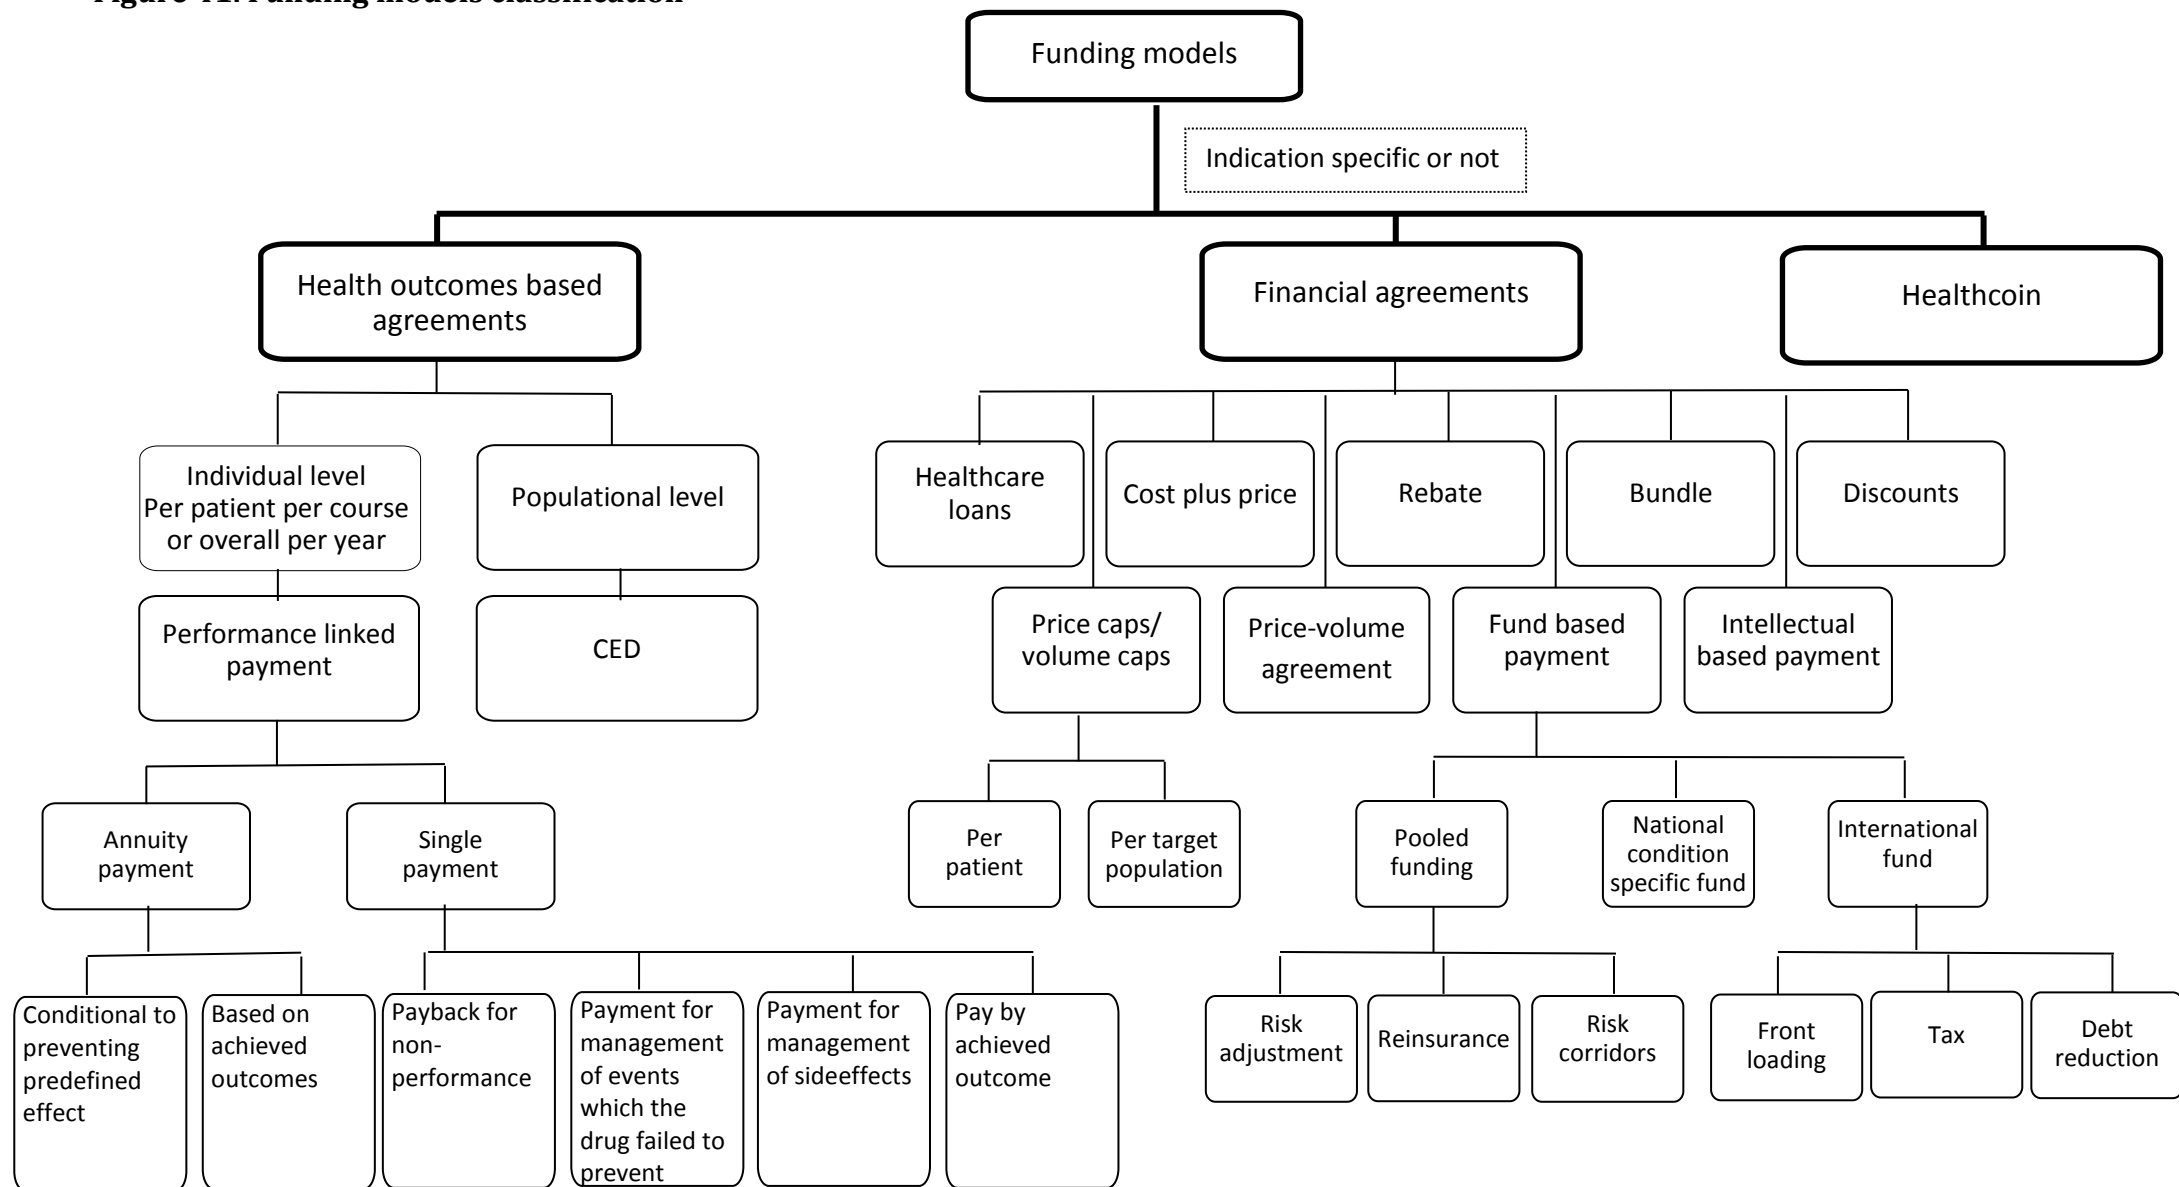 Figure 41. Funding models classification
Funding models
Indication specific or not
Health outcomes based
agreements
Financial agreements
Healthcoin
Individual level
Per patient per course
or overall per year
Populational level
Healthcare
loans
Cost plus price
Rebate
Bundle
Discounts
Performance linked
payment
CED
Price caps/
volume caps
Price-volume
agreement
Fund based
payment
Intellectual
based payment
Annuity
payment
Single
payment
Per
patient
Per target
population
Pooled
funding
National
condition
specific fund
International
fund
Conditional to
preventing
predefined
effect
Based on
achieved
outcomes
Payback for
non-
performance
Payment for
management
of events
which the
drug failed to
prevent
Payment for
management
of sideeffects
Pay by
achieved
outcome
Risk
adjustment
Reinsurance
Risk
corridors
Front
loading
Tax
Debt
reduction